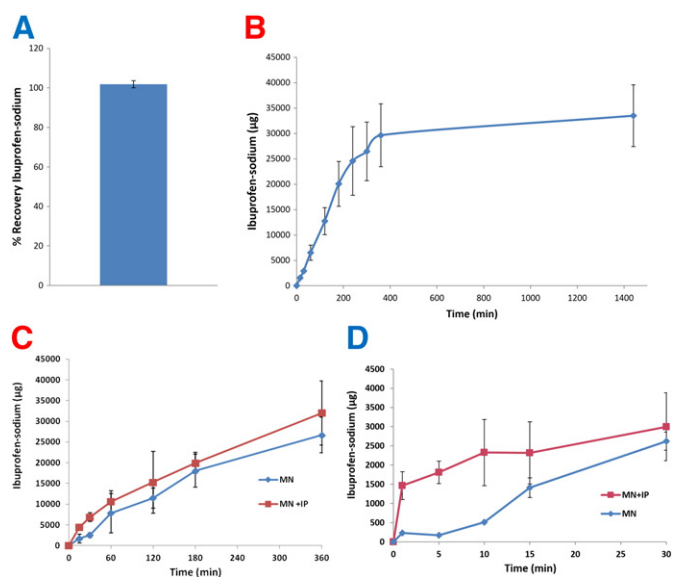 A
120
100
80
60
40
20
0
% Recovery Ibuprofen-sodium
B
45000
40000
35000
30000
25000
20000
15000
10000
5000
0
Ibuprofen-sodium (µg)
0 200 400 600 800 1000 1200 1400
Time (min)
C
45000
40000
35000
30000
25000
20000
15000
10000
5000
0
Ibuprofen-sodium (µg)
MN
MN +IP
0 60 120 180 240 300 360
Time (min)
D
4500
4000
3500
3000
2500
2000
1500
1000
500
0
Ibuprofen-sodium (µg)
MN+IP
MN
0 5 10 15 20 25 30
Time (min)